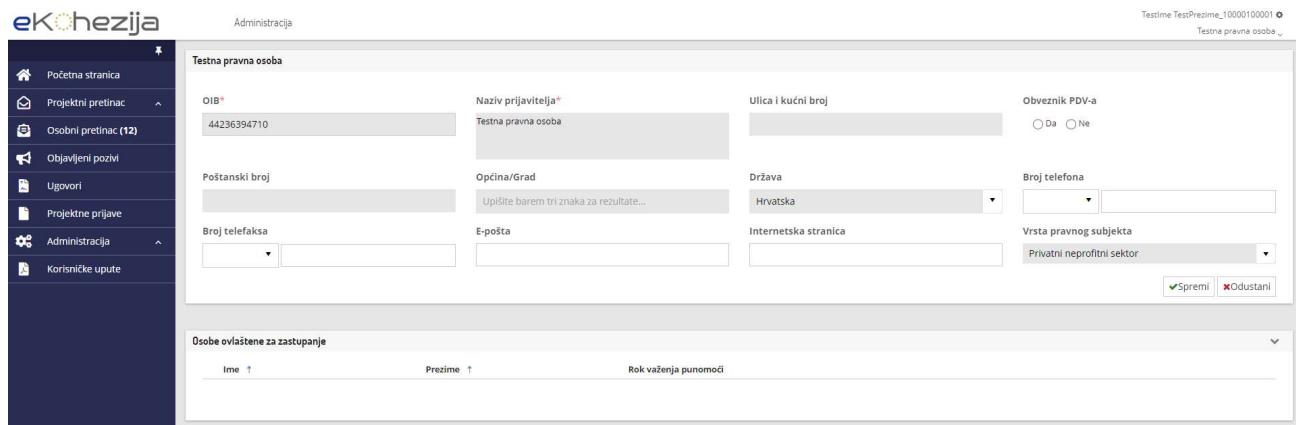 eKohezija
Administracija
TestIme TestPrezime_10000100001
Testna pravna osoba
Početna stranica
Projektni pretinac
Osobni pretinac (12)
Objavljeni pozivi
Ugovori
Projektne prijave
Administracija
Korisničke upute
Testna pravna osoba
OIB*
Naziv prijavitelja*
Ulica i kućni broj
Obveznik PDV-a
44236394710
Testna pravna osoba
Da Ne
Poštanski broj
Općina/Grad
Država
Broj telefona
Upišite barem tri znaka za rezultate...
Hrvatska
Broj telefaksa
E-pošta
Internetska stranica
Vrsta pravnog subjekta
Privatni neprofitni sektor
Spremi
Odustani
Osobe ovlaštene za zastupanje
Ime ↑
Prezime ↑
Rok važenja punomoći